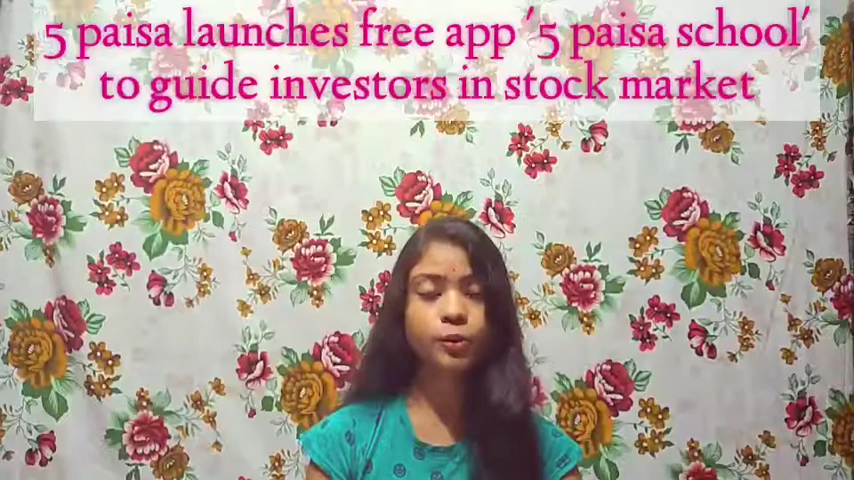 5 paisa launches free app '5 paisa school'
to guide investors in stock market